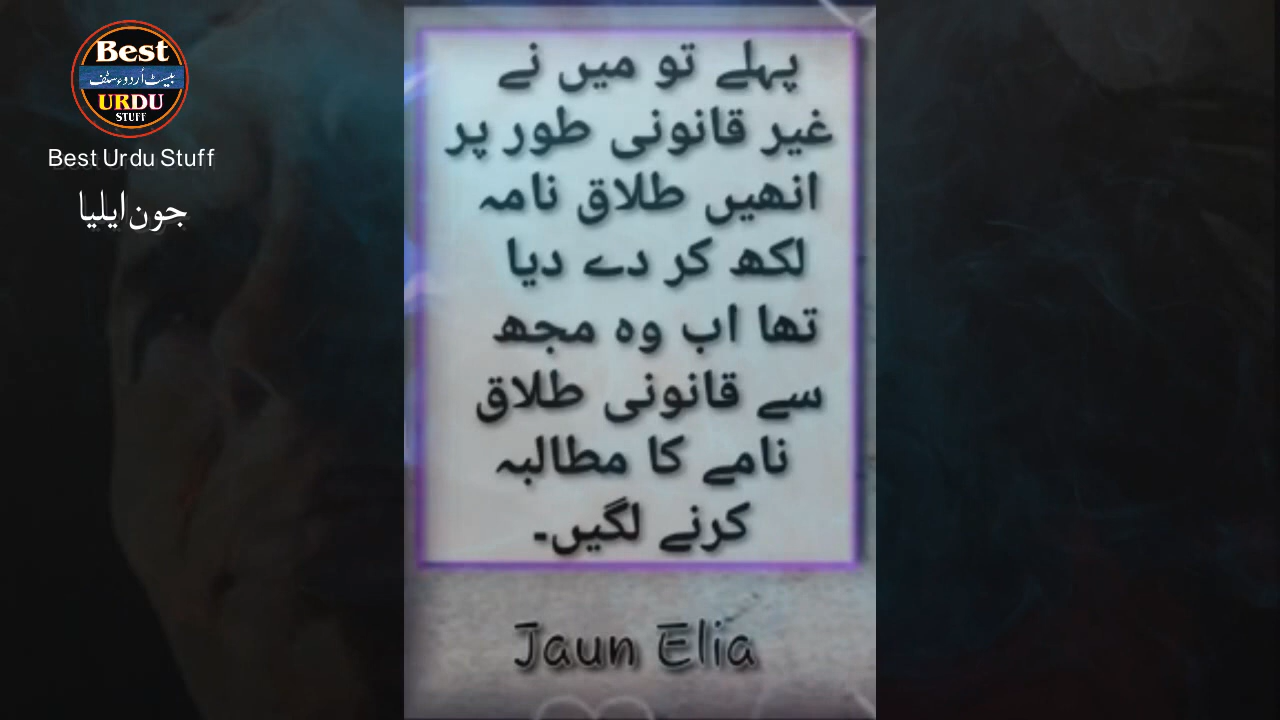 Best
بیسٹ اُردوء سٹف
URDU
STUFF
Best Urdu Stuff
جون ایلیا
پہلے تو میں نے
غیر قانونی طور پر
انھیں طلاق نامہ
لکھ کر دے دیا
تھا اب وہ مجھ
سے قانونی طلاق
نامے کا مطالبہ
کرنے لگیں۔
Jaun Elia